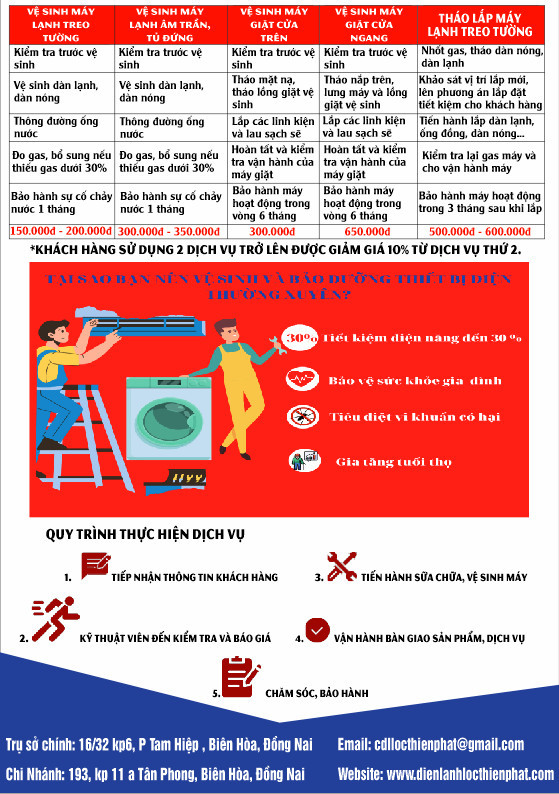 VỆ SINH MÁY
LẠNH TREO
TƯỜNG
VỆ SINH MÁY
LẠNH ÂM TRẦN,
TỦ ĐỨNG
VỆ SINH MÁY
GIẶT CỬA
TRÊN
VỆ SINH MÁY
GIẶT CỬA
NGANG
THÁO LẮP MÁY
LẠNH TREO TƯỜNG
Kiểm tra trước vệ
sinh
Kiểm tra trước vệ
sinh
Kiểm tra trước vệ
sinh
Kiểm tra trước vệ
sinh
Nhốt gas, tháo dàn nóng,
dàn lạnh
Vệ sinh dàn lạnh,
dàn nóng
Vệ sinh dàn lạnh,
dàn nóng
Tháo mặt nạ,
tháo lồng giặt vệ
sinh
Tháo nắp trên,
lưng máy và lồng
giặt vệ sinh
Khảo sát vị trí lắp mới,
lên phương án lắp đặt
tiết kiệm cho khách hàng
Thông đường ống
nước
Thông đường ống
nước
Lắp các linh kiện
và lau sạch sẽ
Lắp các linh kiện
và lau sạch sẽ
Tiến hành lắp dàn lạnh,
ống đồng, dàn nóng...
Đo gas, bổ sung nếu
thiếu gas dưới 30%
Đo gas, bổ sung nếu
thiếu gas dưới 30%
Hoàn tất và kiểm
tra vận hành của
máy giặt
Hoàn tất và kiểm
tra vận hành của
máy giặt
Kiểm tra lại gas máy và
cho vận hành máy
Bảo hành sự cố chảy
nước 1 tháng
Bảo hành sự cố chảy
nước 1 tháng
Bảo hành máy
hoạt động trong
vòng 6 tháng
Bảo hành máy
hoạt động trong
vòng 6 tháng
Bảo hành máy hoạt động
trong 3 tháng sau khi lắp
150.000đ - 200.000đ
300.000đ - 350.000đ
300.000đ
650.000đ
500.000đ - 600.000đ
*KHÁCH HÀNG SỬ DỤNG 2 DỊCH VỤ TRỞ LÊN ĐƯỢC GIẢM GIÁ 10% TỪ DỊCH VỤ THỨ 2.
TẠI SAO BẠN NÊN VỆ SINH VÀ BẢO DƯỠNG THIẾT BỊ ĐIỆN
THƯỜNG XUYÊN?
30% Tiết kiệm điện năng đến 30 %
Bảo vệ sức khỏe gia đình
Tiêu diệt vi khuẩn có hại
Gia tăng tuổi thọ
QUY TRÌNH THỰC HIỆN DỊCH VỤ
1. TIẾP NHẬN THÔNG TIN KHÁCH HÀNG
3. TIẾN HÀNH SỮA CHỮA, VỆ SINH MÁY
2. KỸ THUẬT VIÊN ĐẾN KIỂM TRA VÀ BÁO GIÁ
4. VẬN HÀNH BÀN GIAO SẢN PHẨM, DỊCH VỤ
5. CHĂM SÓC, BẢO HÀNH
Trụ sở chính: 16/32 kp6, P Tam Hiệp , Biên Hòa, Đồng Nai
Email: cdllocthienphat@gmail.com
Chi Nhánh: 193, kp 11 a Tân Phong, Biên Hòa, Đồng Nai
Website: www.dienlanhlocthienphat.com